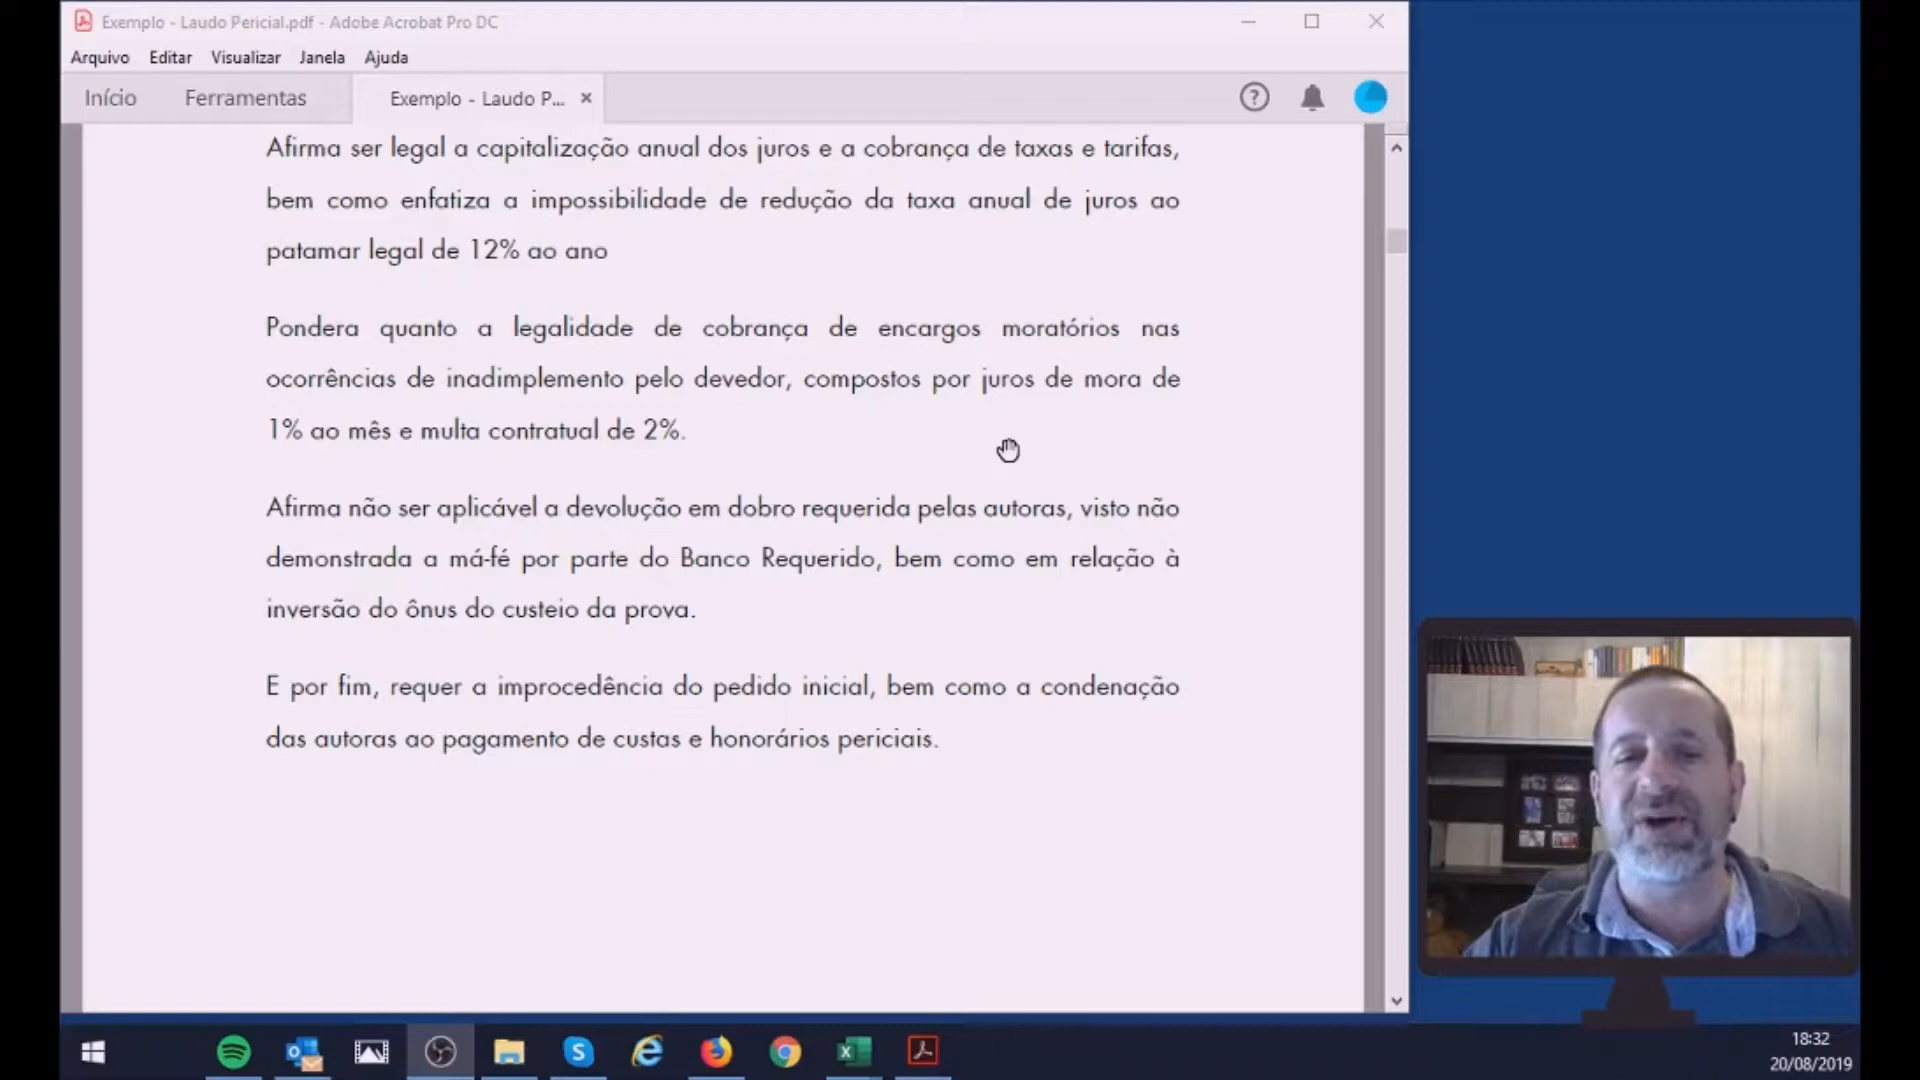 Exemplo - Laudo Pericial.pdf - Adobe Acrobat Pro DC
Arquivo Editar Visualizar Janela Ajuda
Início Ferramentas Exemplo - Laudo P...
Afirma ser legal a capitalização anual dos juros e a cobrança de taxas e tarifas,
bem como enfatiza a impossibilidade de redução da taxa anual de juros ao
patamar legal de 12% ao ano
Pondera quanto a legalidade de cobrança de encargos moratórios nas
ocorrências de inadimplemento pelo devedor, compostos por juros de mora de
1% ao mês e multa contratual de 2%.
Afirma não ser aplicável a devolução em dobro requerida pelas autoras, visto não
demonstrada a má-fé por parte do Banco Requerido, bem como em relação à
inversão do ônus do custeio da prova.
E por fim, requer a improcedência do pedido inicial, bem como a condenação
das autoras ao pagamento de custas e honorários periciais.
18:32
20/08/2019